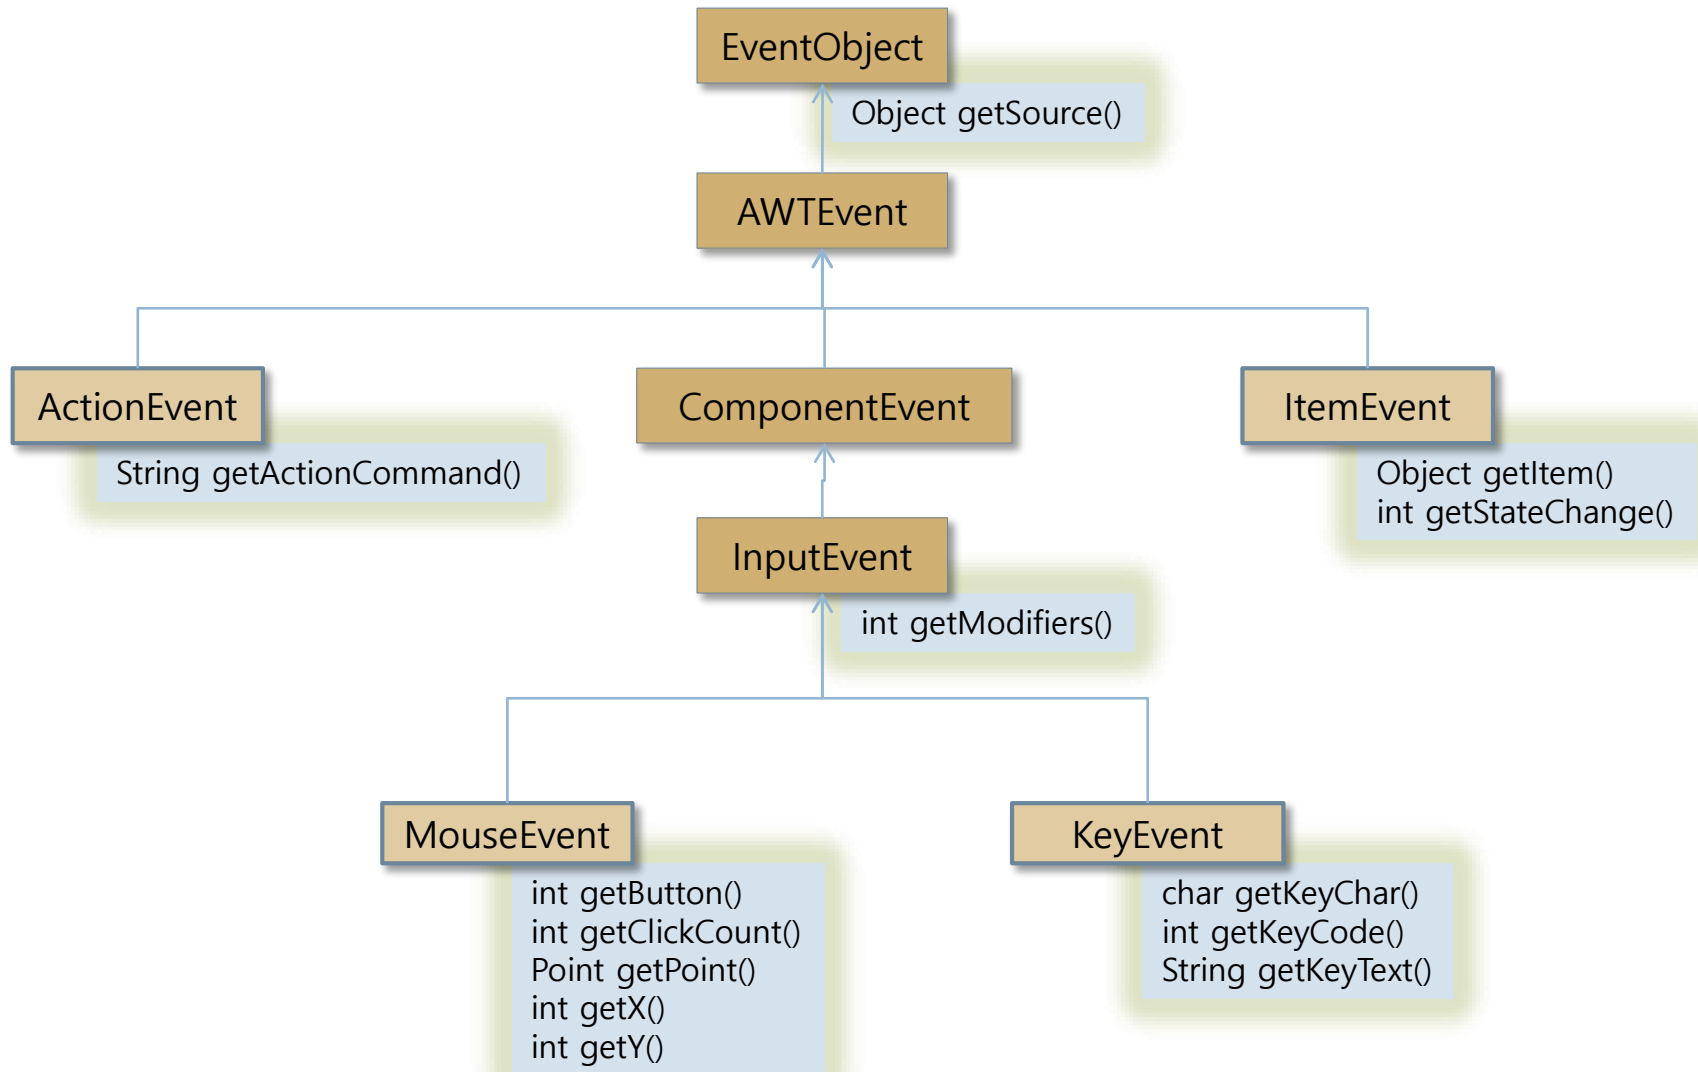 EventObject
Object getSource()
AWTEvent
ActionEvent
ComponentEvent
ItemEvent
String getActionCommand()
Object getItem()
int getStateChange()
InputEvent
int getModifiers()
MouseEvent
KeyEvent
int getButton()
int getClickCount()
Point getPoint()
int getX()
int getY()
char getKeyChar()
int getKeyCode()
String getKeyText()